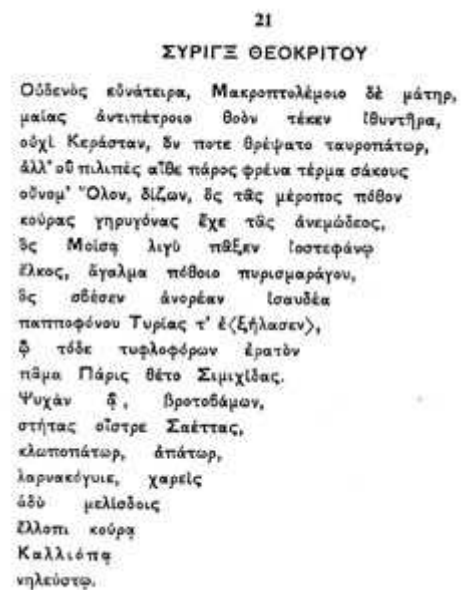 21
ΣΥΡΙΓΞ ΘΕΟΚΡΙΤΟΥ
Οὐδενὸς εὐνάτειρα, Μακροπτολέμοιο δὲ μάτηρ,
μαίας ἀντιπέτροιο θοὸν τέκεν ἰθυντῆρα,
οὐχὶ Κεράσταν, ὅν ποτε θρέψατο ταυροπάτωρ,
ἀλλ' οὗ πιλιπὲς αἶθε πάρος φρένα τέρμα σάκους
οὔνομ' Ὅλον, δίζων, ὃς τᾶς μέροπος πόθον
κούρας γηρυγόνας ἔχε τᾶς ἀνεμώδεος,
ὃς Μοίσᾳ λιγὺ πᾶξεν ἰοστεφάνῳ
ἕλκος, ἄγαλμα πόθοιο πυρισμαράγου,
ὃς σβέσεν ἀνορέαν ἰσαυδέα
παπποφόνου Τυρίας τ' ἐ⟨ξήλασεν⟩,
ᾧ τόδε τυφλοφόρων ἐρατὸν
πᾶμα Πάρις θέτο Σιμιχίδας.
Ψυχὰν ᾇ, βροτοβάμων,
στήτας οἶστρε Σαέττας,
κλωποπάτωρ, ἀπάτωρ,
λαρνακόγυιε, χαρεὶς
ἁδὺ μελίσδοις
ἔλλοπι κούρᾳ
Καλλιόπᾳ
νηλεύστῳ.